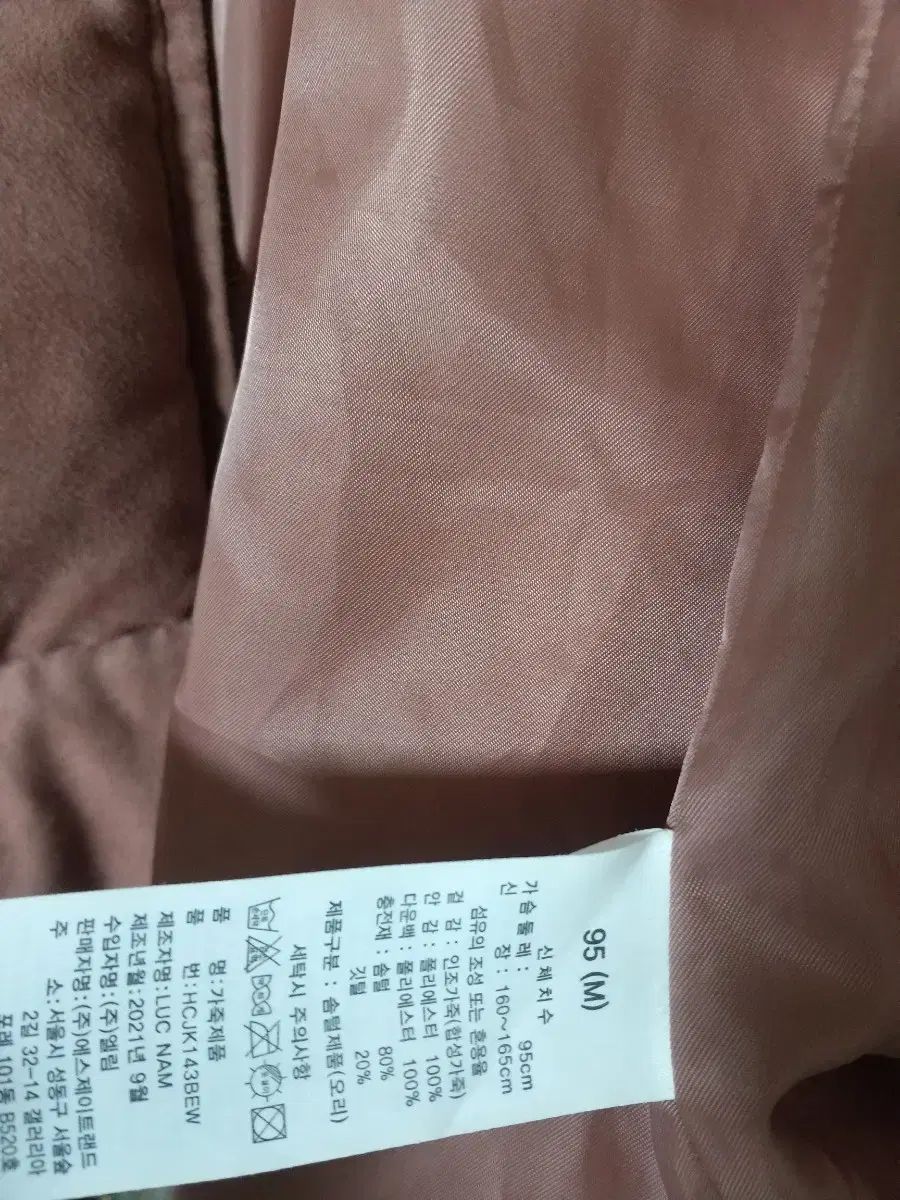 95 (M)
신 체 치 수
가슴둘레 : 95cm
신 장 : 160~165cm
섬유의 조성 또는 혼용율
겉 감 : 인조가죽(합성가죽)
안 감 : 폴리에스터 100%
다운백 : 폴리에스터 100%
충전재 : 솜털 80%
깃털 20%
제품구분 : 솜털제품(오리)
세탁시 주의사항
품 명:가죽제품
품 번:HCJK143BEW
제조자명:LUC NAM
제조년월:2021년 9월
수입자명:(주)엘림
판매자명:(주)에스제이트랜드
주 소:서울시 성동구 서울숲
2길 32-14 갤러리아
포레 101동 B520호